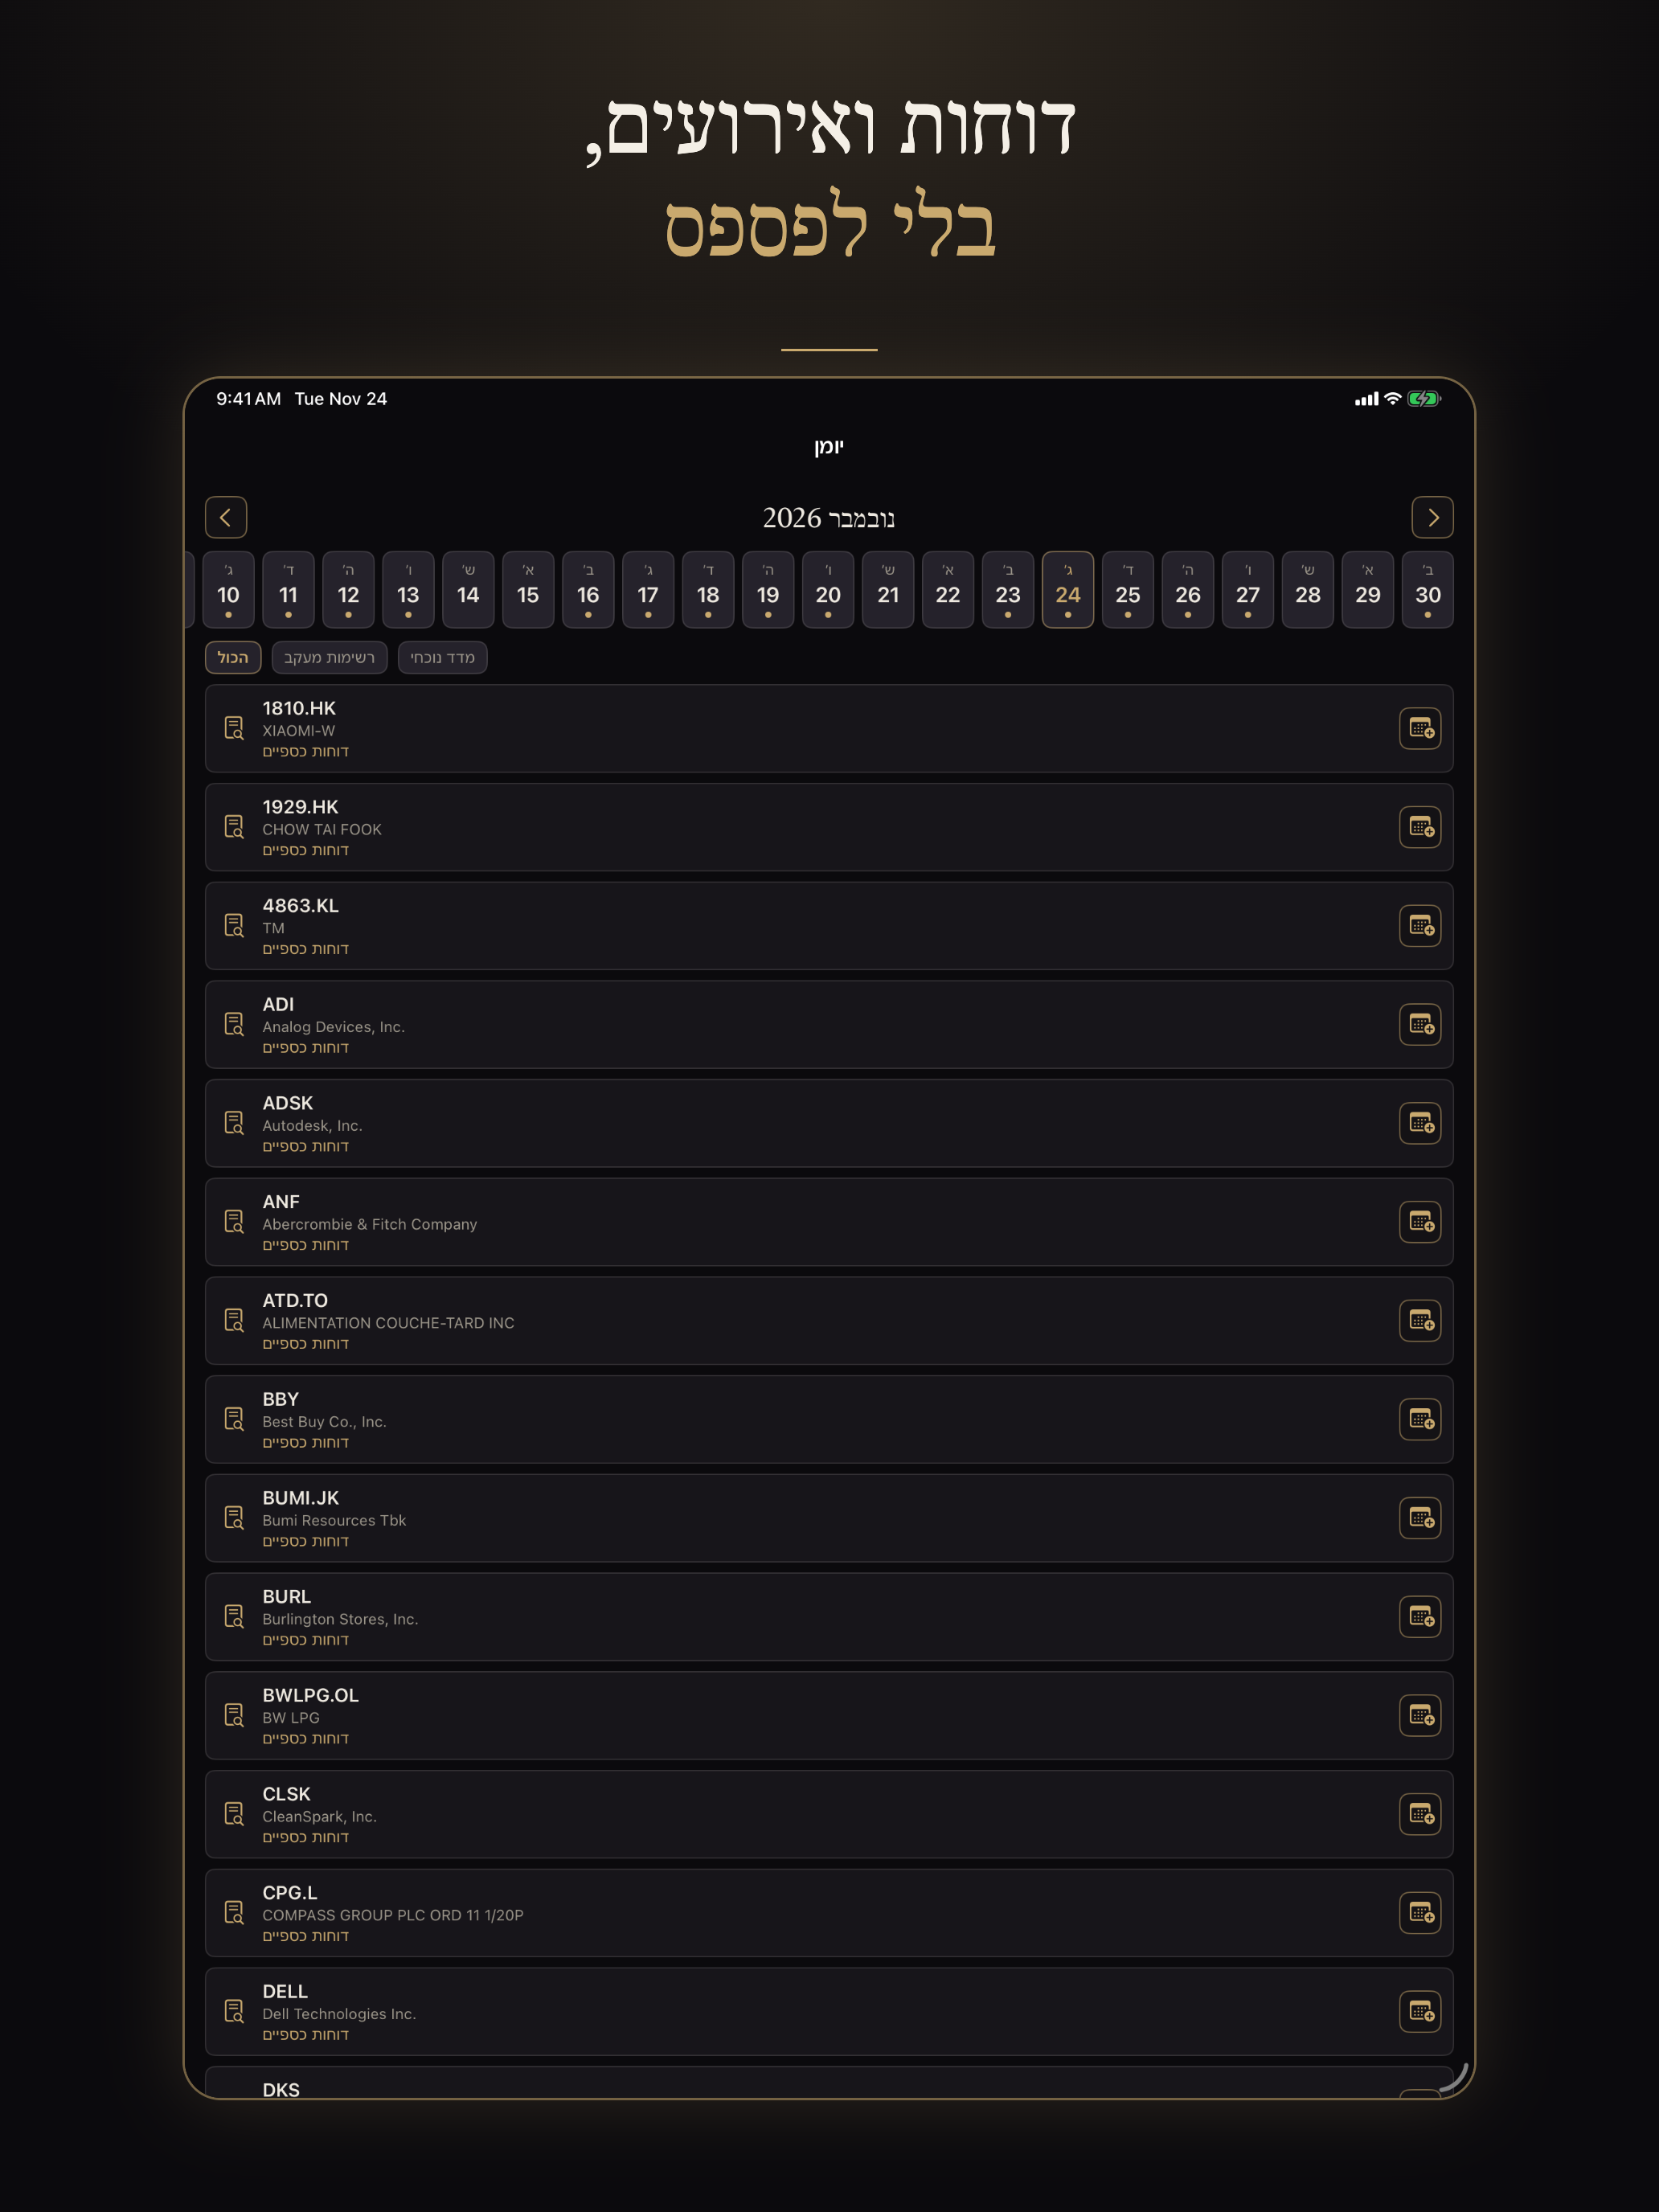 דוחות ואירועים,
בלי לפספס
9:41 AM Tue Nov 24
יומן
נובמבר 2026
ג׳ ד׳ ה׳ ו׳ ש׳ א׳ ב׳ ג׳ ד׳ ה׳ ו׳ ש׳ א׳ ב׳ ג׳ ד׳ ה׳ ו׳ ש׳ א׳ ב׳
10 11 12 13 14 15 16 17 18 19 20 21 22 23 24 25 26 27 28 29 30
הכול רשימות מעקב מדד נוכחי
1810.HK
XIAOMI-W
דוחות כספיים
1929.HK
CHOW TAI FOOK
דוחות כספיים
4863.KL
TM
דוחות כספיים
ADI
Analog Devices, Inc.
דוחות כספיים
ADSK
Autodesk, Inc.
דוחות כספיים
ANF
Abercrombie & Fitch Company
דוחות כספיים
ATD.TO
ALIMENTATION COUCHE-TARD INC
דוחות כספיים
BBY
Best Buy Co., Inc.
דוחות כספיים
BUMI.JK
Bumi Resources Tbk
דוחות כספיים
BURL
Burlington Stores, Inc.
דוחות כספיים
BWLPG.OL
BW LPG
דוחות כספיים
CLSK
CleanSpark, Inc.
דוחות כספיים
CPG.L
COMPASS GROUP PLC ORD 11 1/20P
דוחות כספיים
DELL
Dell Technologies Inc.
דוחות כספיים
DKS